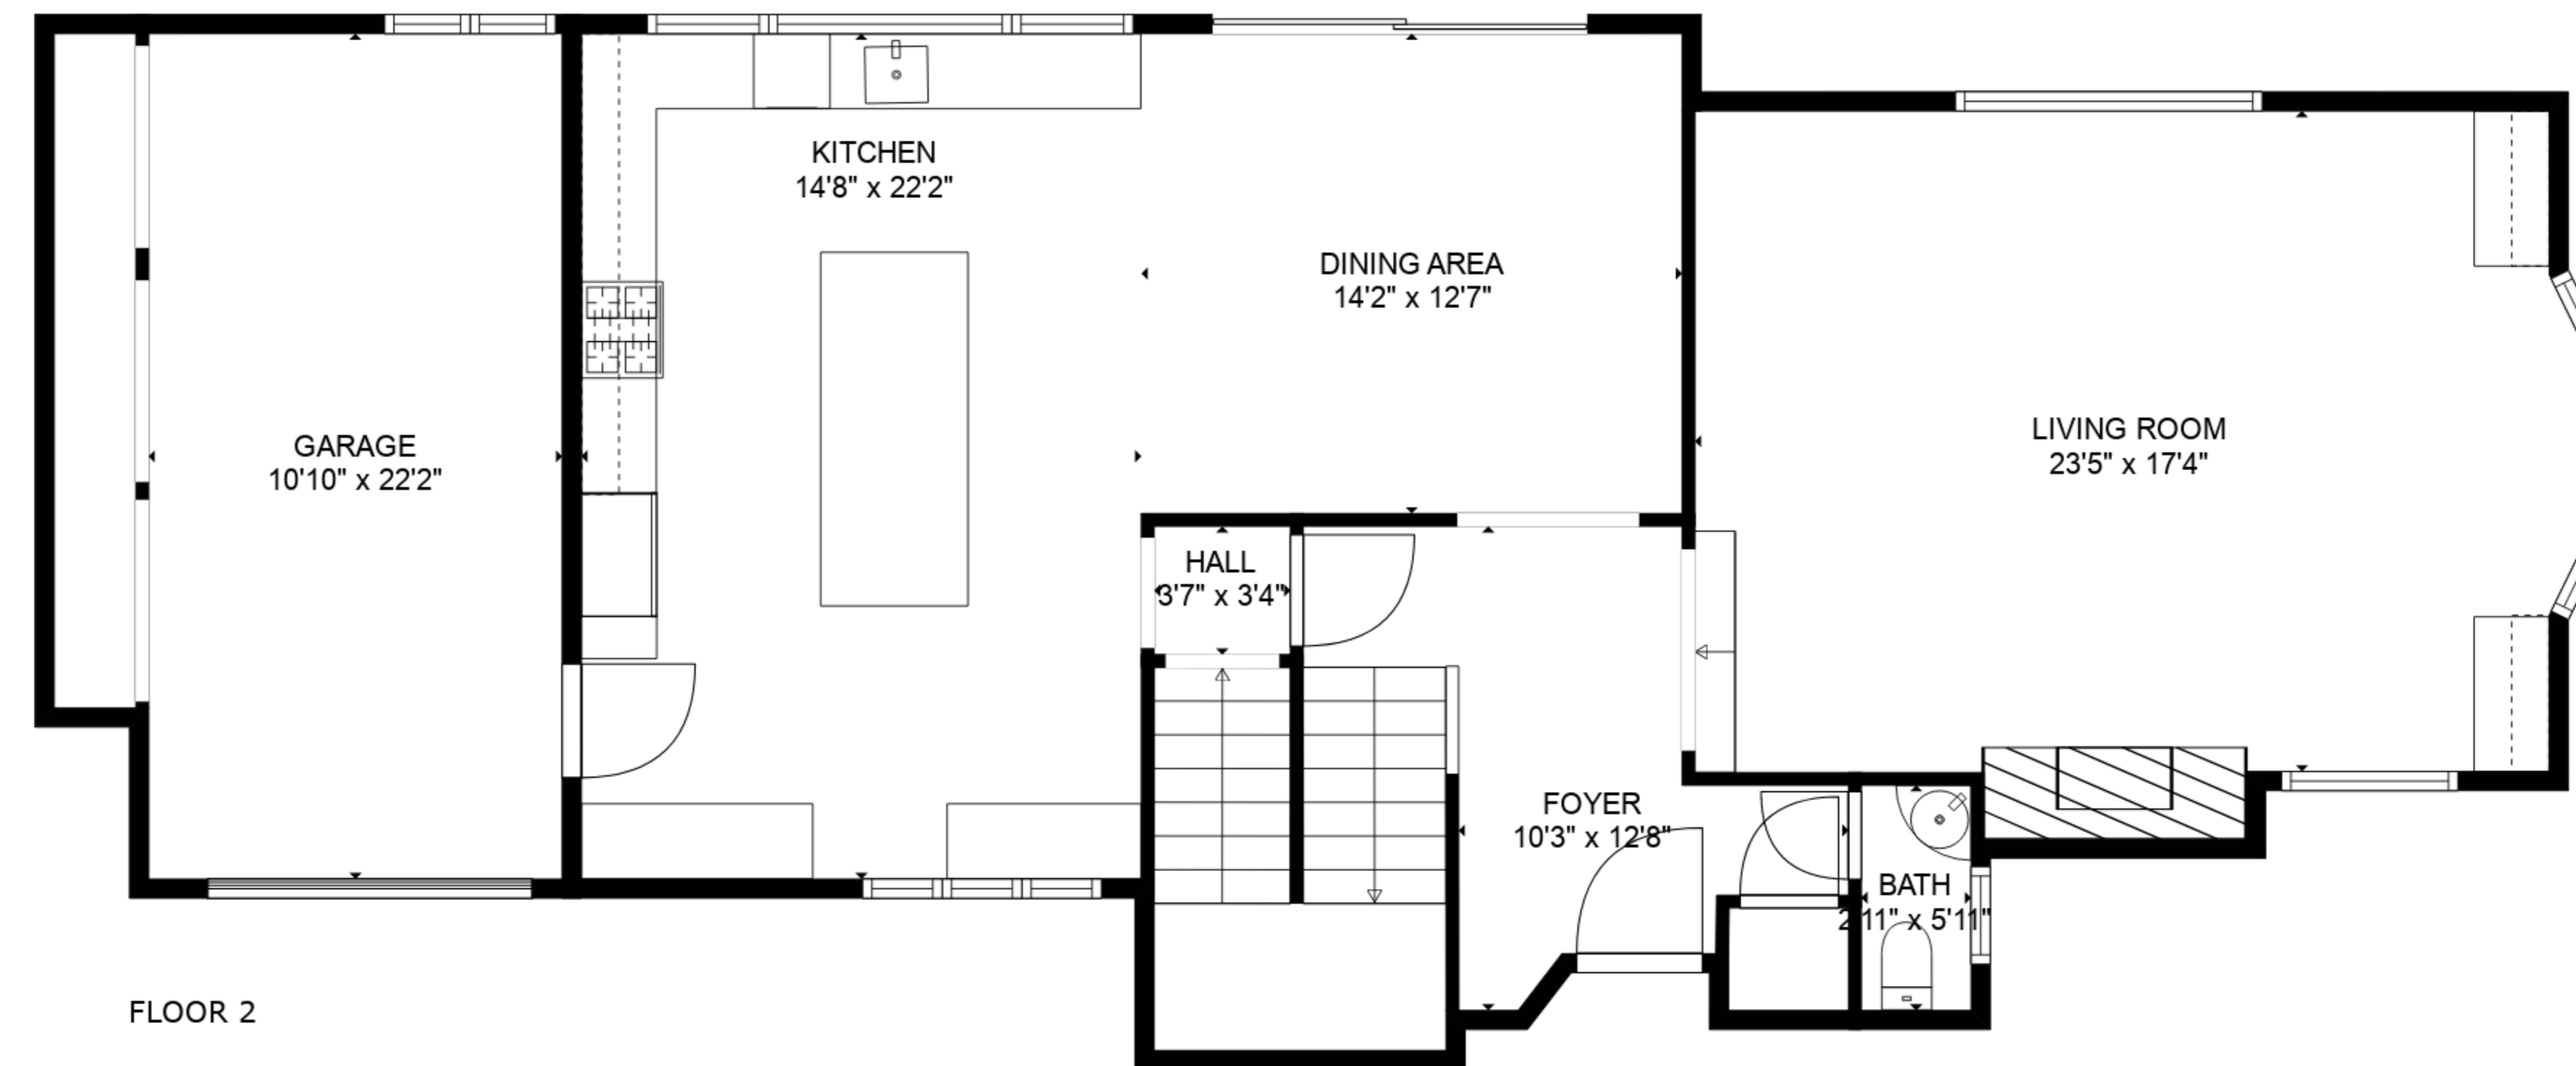 KITCHEN
14'8" x 22'2"
DINING AREA
14'2" x 12'7"
GARAGE
10'10" x 22'2"
LIVING ROOM
23'5" x 17'4"
HALL
3'7" x 3'4"
FOYER
10'3" x 12'8"
BATH
2'11" x 5'11"
FLOOR 2